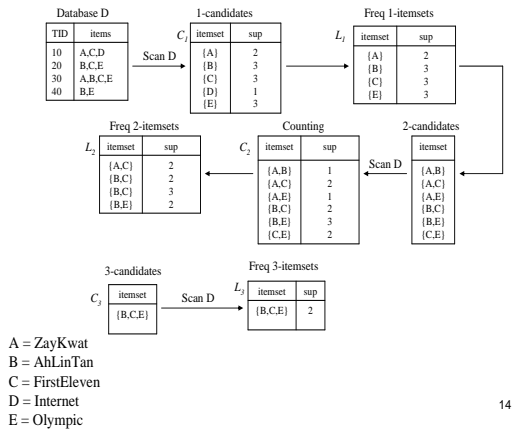 Database D
TID items
10 A,C,D
20 B,C,E
30 A,B,C,E
40 B,E
Scan D
1-candidates
C1
itemset sup
{A} 2
{B} 3
{C} 3
{D} 1
{E} 3
Freq 1-itemsets
L1
itemset sup
{A} 2
{B} 3
{C} 3
{E} 3
Freq 2-itemsets
L2
itemset sup
{A,C} 2
{B,C} 2
{B,C} 3
{B,E} 2
Counting
C2
itemset sup
{A,B} 1
{A,C} 2
{A,E} 1
{B,C} 2
{B,E} 3
{C,E} 2
Scan D
2-candidates
itemset
{A,B}
{A,C}
{A,E}
{B,C}
{B,E}
{C,E}
3-candidates
C3
itemset
{B,C,E}
Scan D
Freq 3-itemsets
L3
itemset sup
{B,C,E} 2
A = ZayKwat
B = AhLinTan
C = FirstEleven
D = Internet
E = Olympic
14